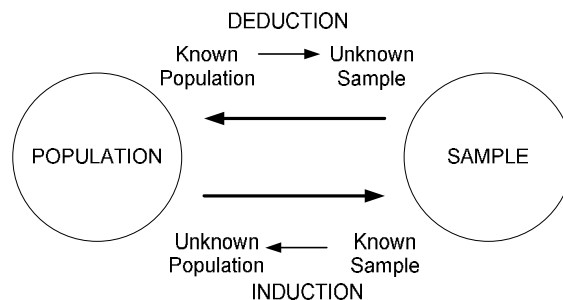 DEDUCTION
Known Unknown
Population Sample
POPULATION SAMPLE
Unknown Known
Population Sample
INDUCTION